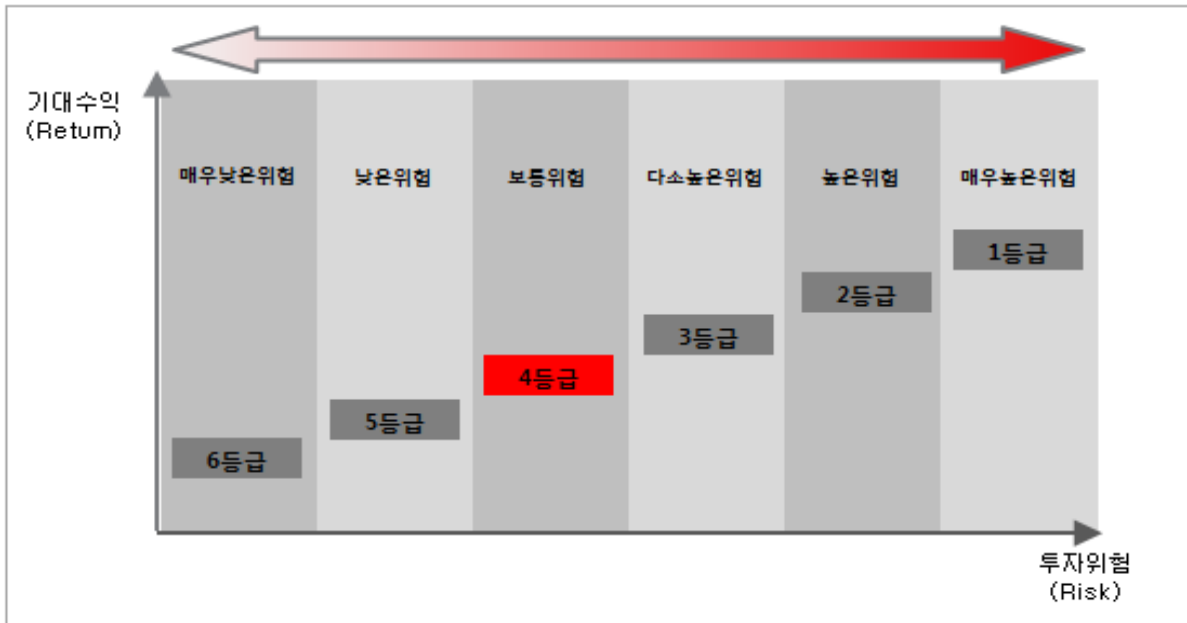 기대수익
(Return)
매우낮은위험
낮은위험
보통위험
다소높은위험
높은위험
매우높은위험
1등급
2등급
3등급
4등급
5등급
6등급
투자위험
(Risk)